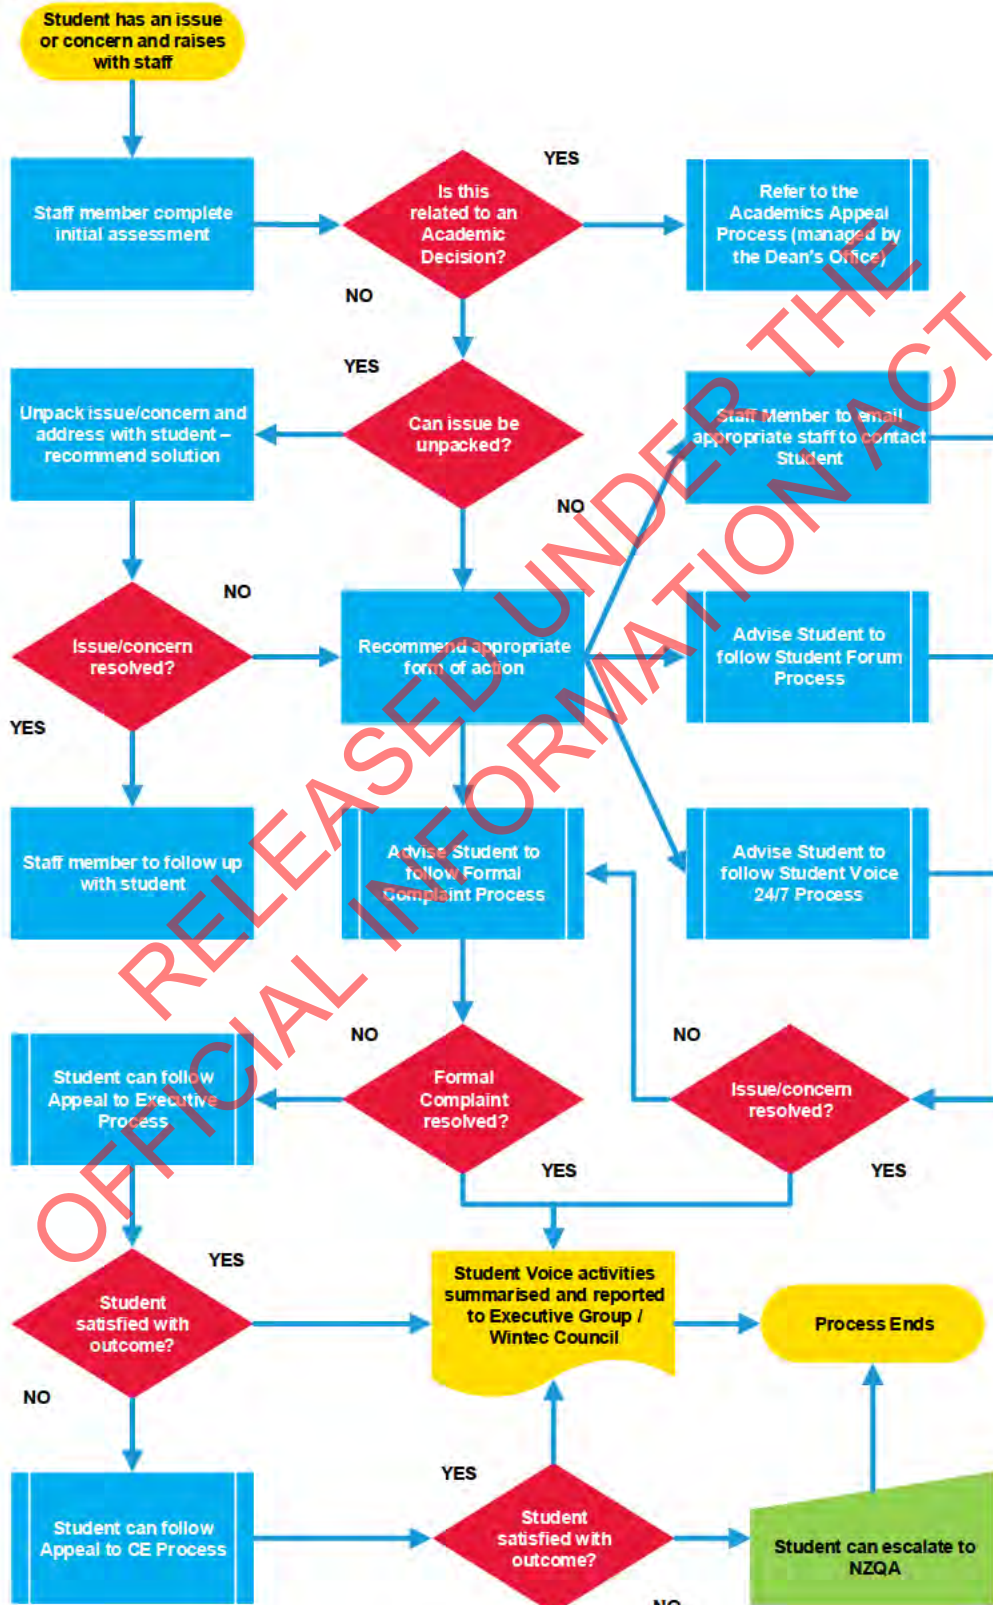 Student has an issue
or concern and raises
with staff
YES
Staff member complete
initial assessment
Is this
related to an
Academic
Decision?
Refer to the
Academics Appeal
Process (managed by
the Dean's Office)
NO
YES
Unpack issue/concern and
address with student –
recommend solution
Can issue be
unpacked?
Staff Member to email
appropriate staff to contact
Student
NO
NO
Issue/concern
resolved?
Recommend appropriate
form of action
Advise Student to
follow Student Forum
Process
YES
Staff member to follow up
with student
Advise Student to
follow Formal
Complaint Process
Advise Student to
follow Student Voice
24/7 Process
NO
NO
Student can follow
Appeal to Executive
Process
Formal
Complaint
resolved?
Issue/concern
resolved?
YES
YES
YES
Student
satisfied with
outcome?
Student Voice activities
summarised and reported
to Executive Group /
Wintec Council
Process Ends
NO
YES
Student can follow
Appeal to CE Process
Student
satisfied with
outcome?
Student can escalate to
NZQA
NO
RELEASED UNDER THE
OFFICIAL INFORMATION ACT